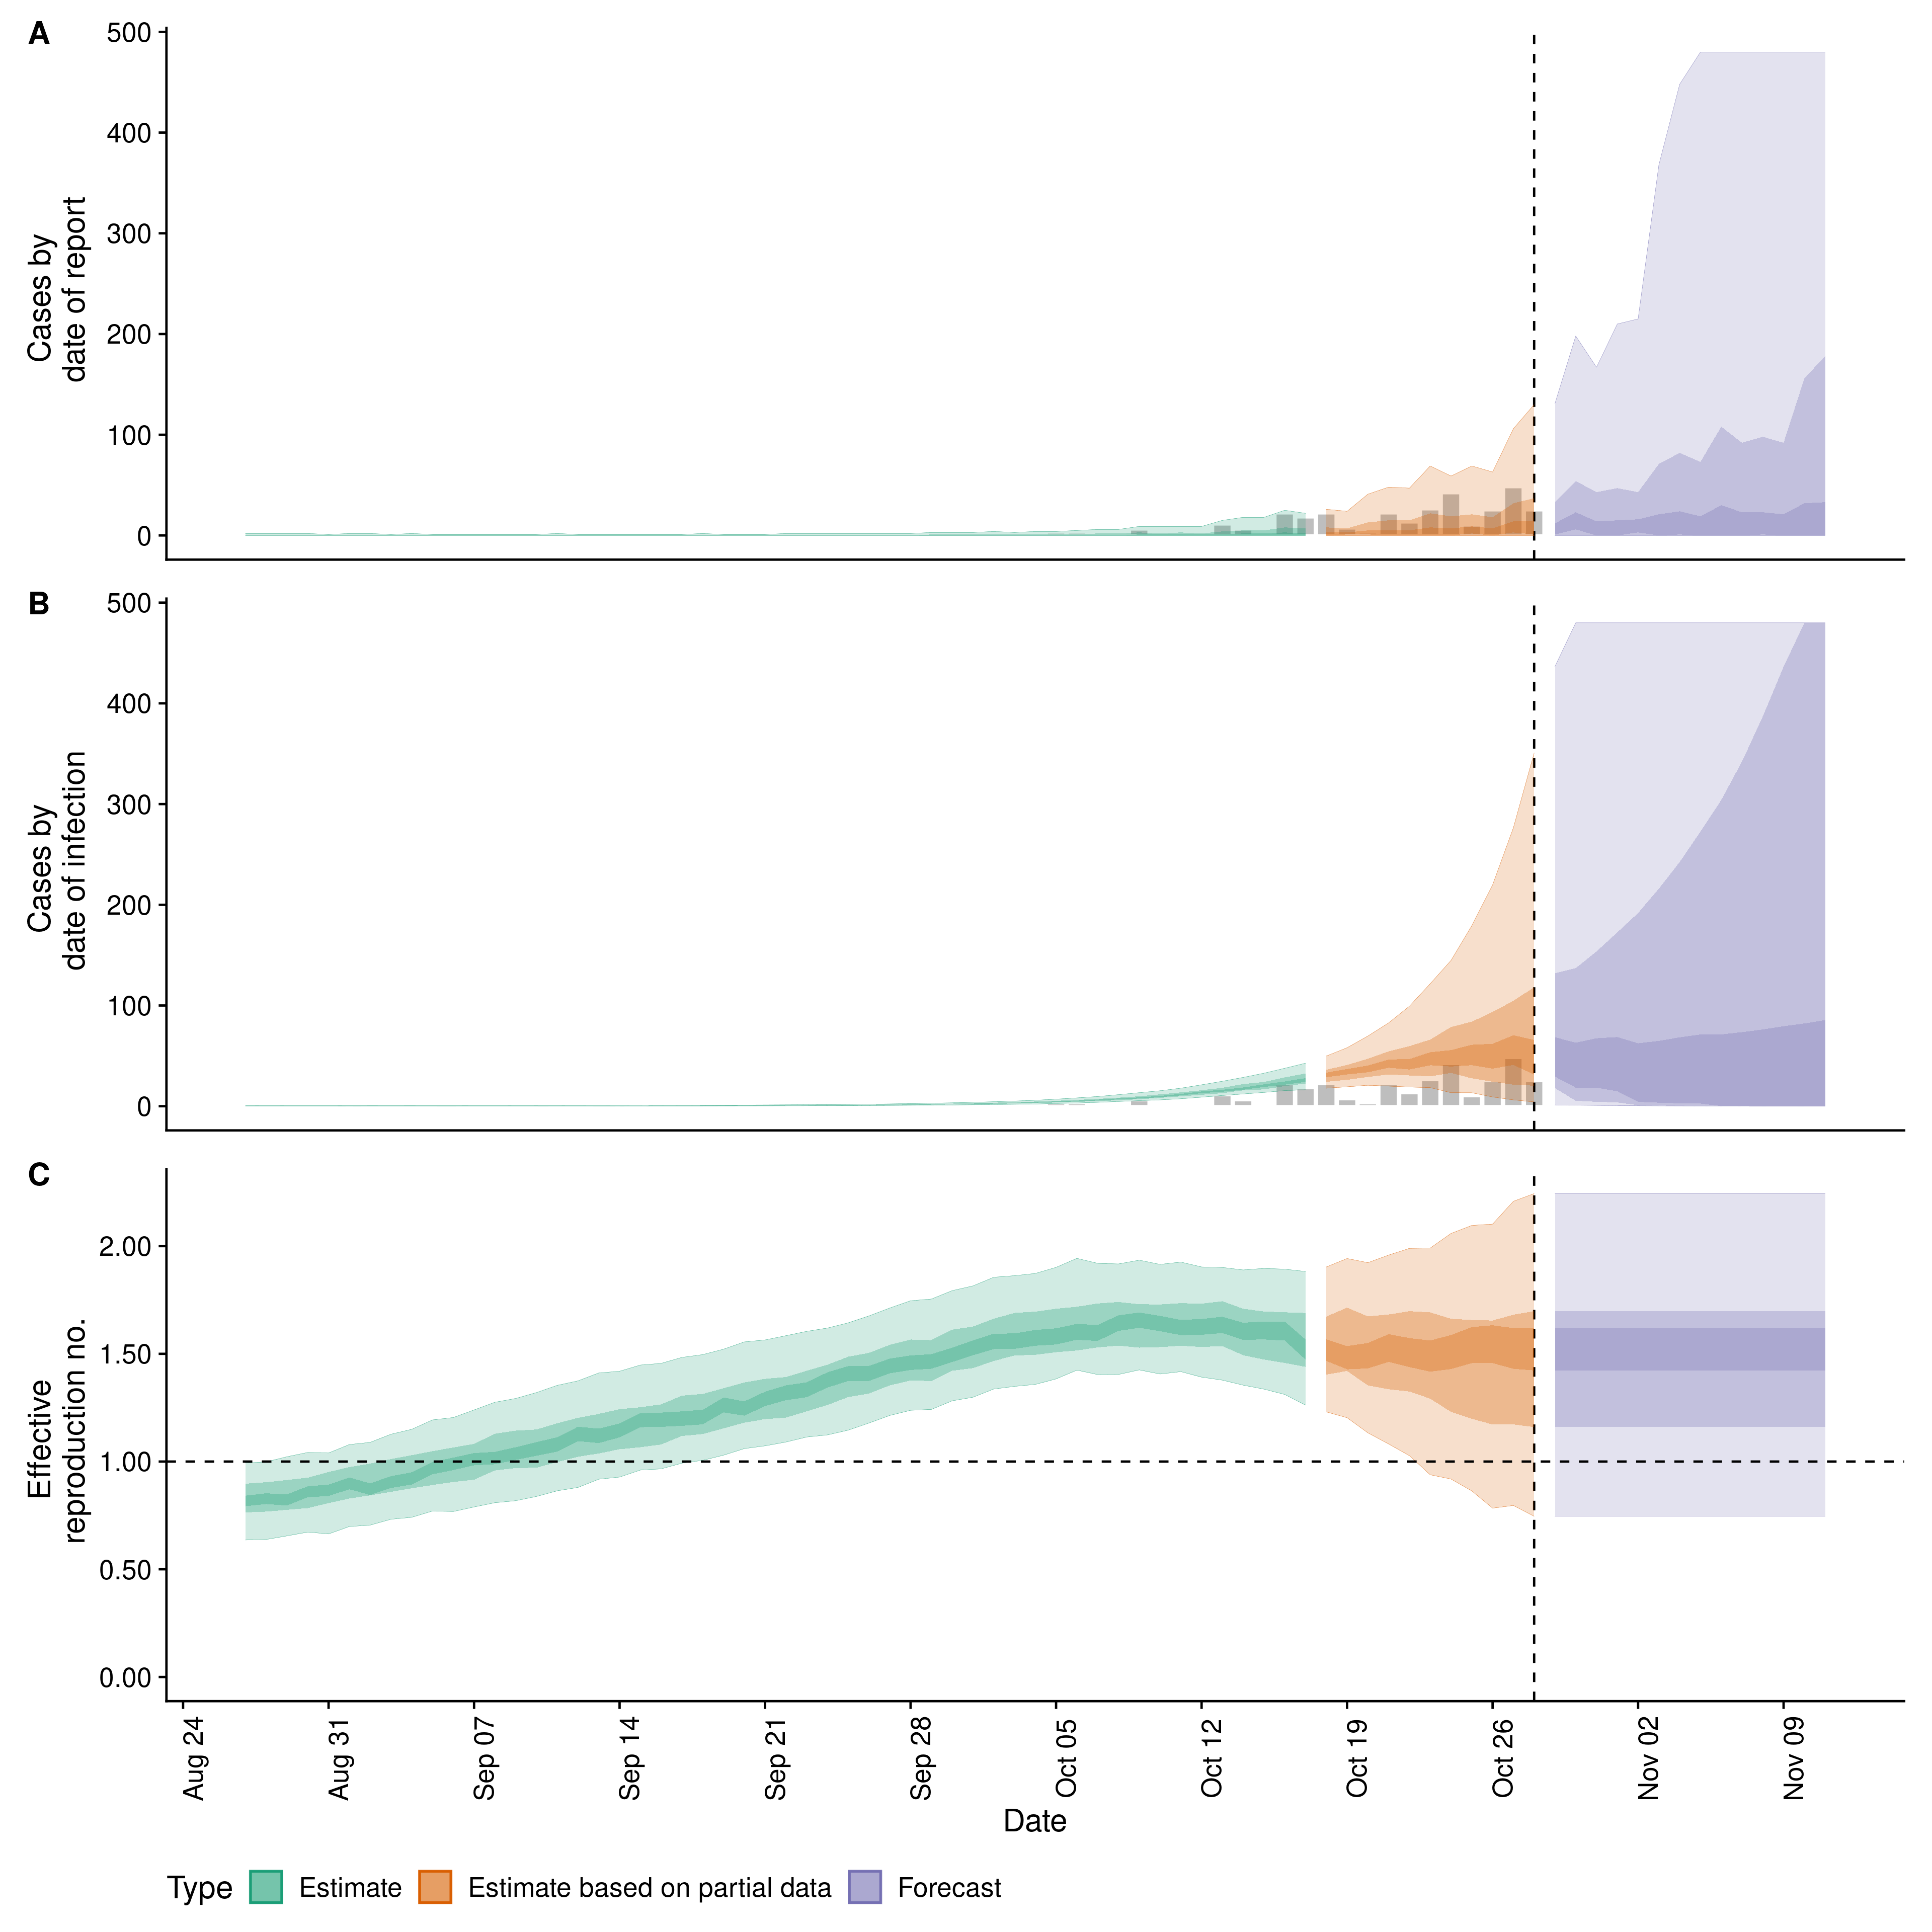 A
500
400
300
200
100
0
Cases by
date of report
B
500
400
300
200
100
0
Cases by
date of infection
C
2.00
1.50
1.00
0.50
0.00
Effective
reproduction no.
Aug 24
Aug 31
Sep 07
Sep 14
Sep 21
Sep 28
Oct 05
Oct 12
Oct 19
Oct 26
Nov 02
Nov 09
Date
Type Estimate Estimate based on partial data Forecast